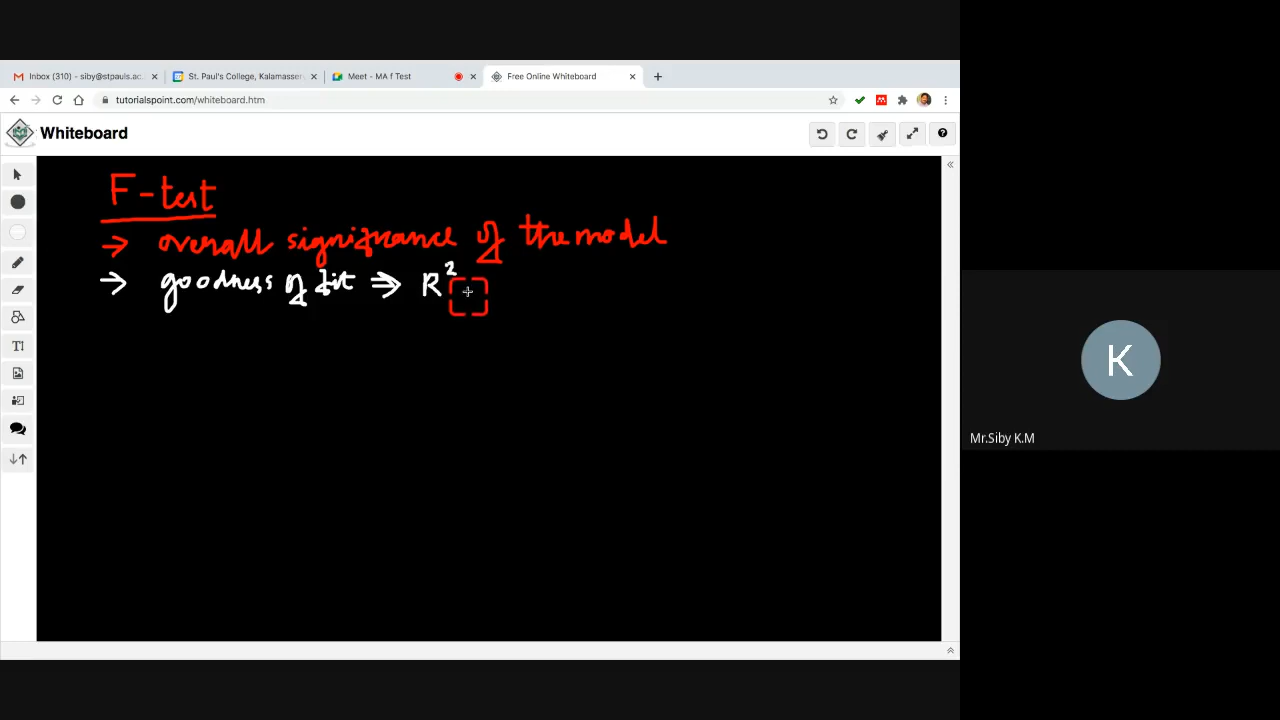 Inbox (310) - siby@stpauls.ac.
St. Paul's College, Kalamasser
Meet - MA f Test
Free Online Whiteboard
tutorialspoint.com/whiteboard.htm
Whiteboard
F-test
→ overall significance of the model
→ goodness of fit ⇒ R²
T
K
Mr.Siby K.M